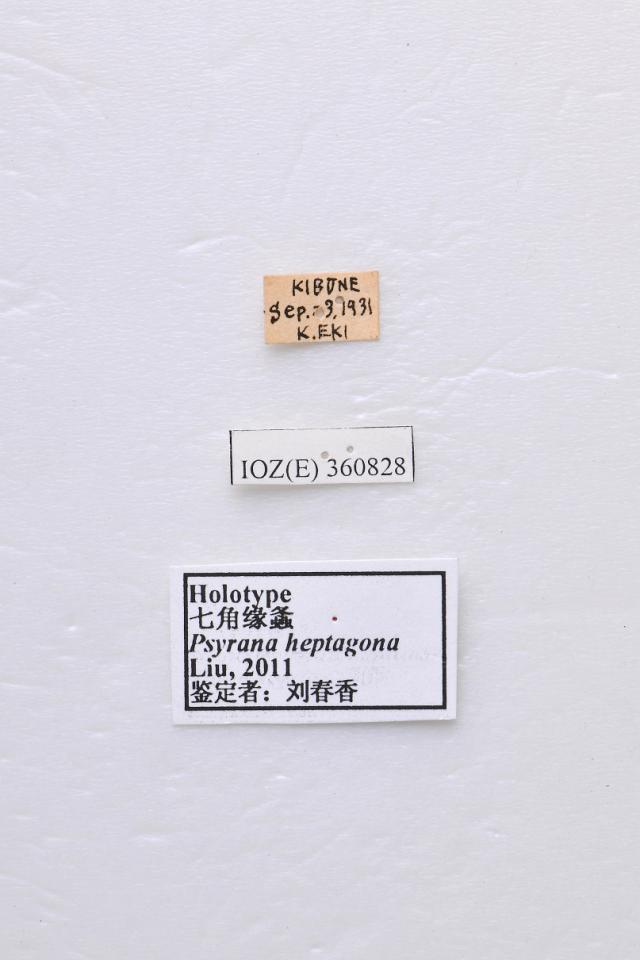 KIBUNE
Sep.-3,1931
K.EKI
IOZ(E) 360828
Holotype
七角缘螽
Psyrana heptagona
Liu, 2011
鉴定者：刘春香